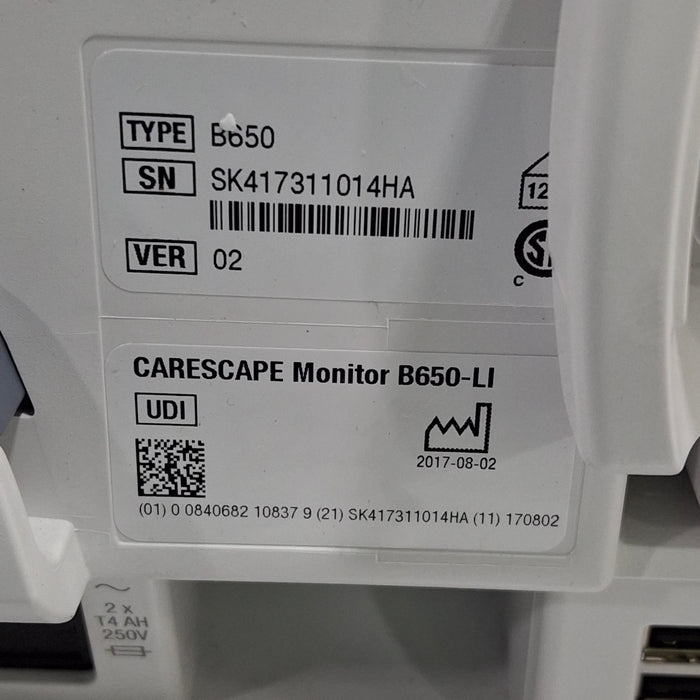 TYPE B650
SN SK417311014HA
12
VER 02
C
CARESCAPE Monitor B650-LI
UDI
2017-08-02
(01) 0 0840682 10837 9 (21) SK417311014HA (11) 170802
2 x
T4 AH
250V